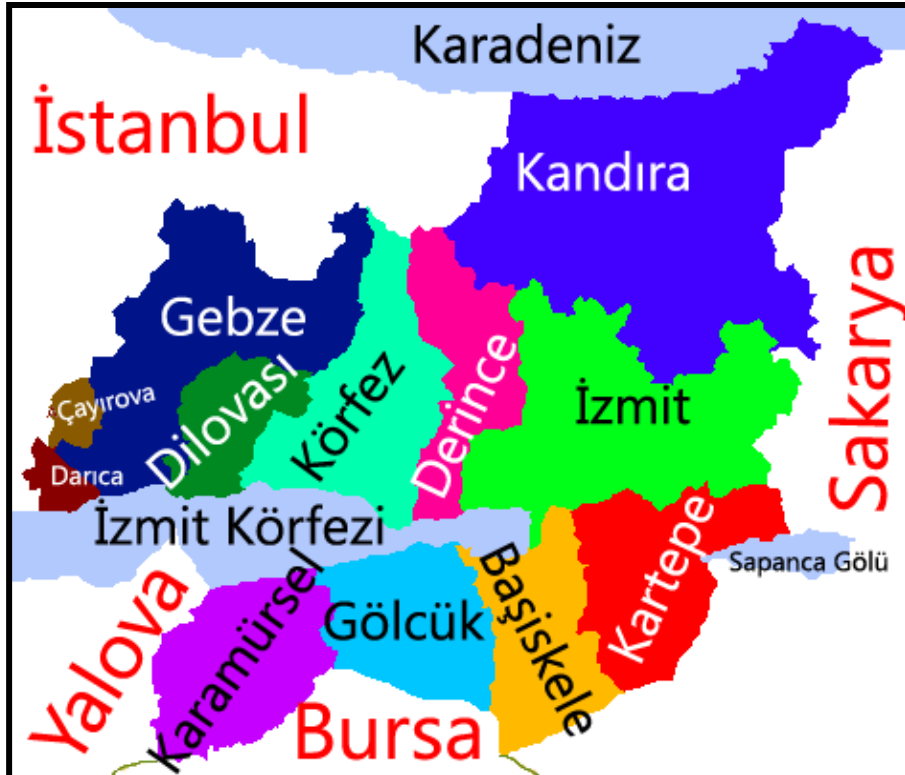 Karadeniz
İstanbul
Kandıra
Sakarya
Gebze
Çayırova
Dilovası
Körfez
Derince
İzmit
Darıca
İzmit Körfezi
Kartepe
Sapanca Gölü
Yalova
Karamürsel
Gölcük
Başiskele
Bursa